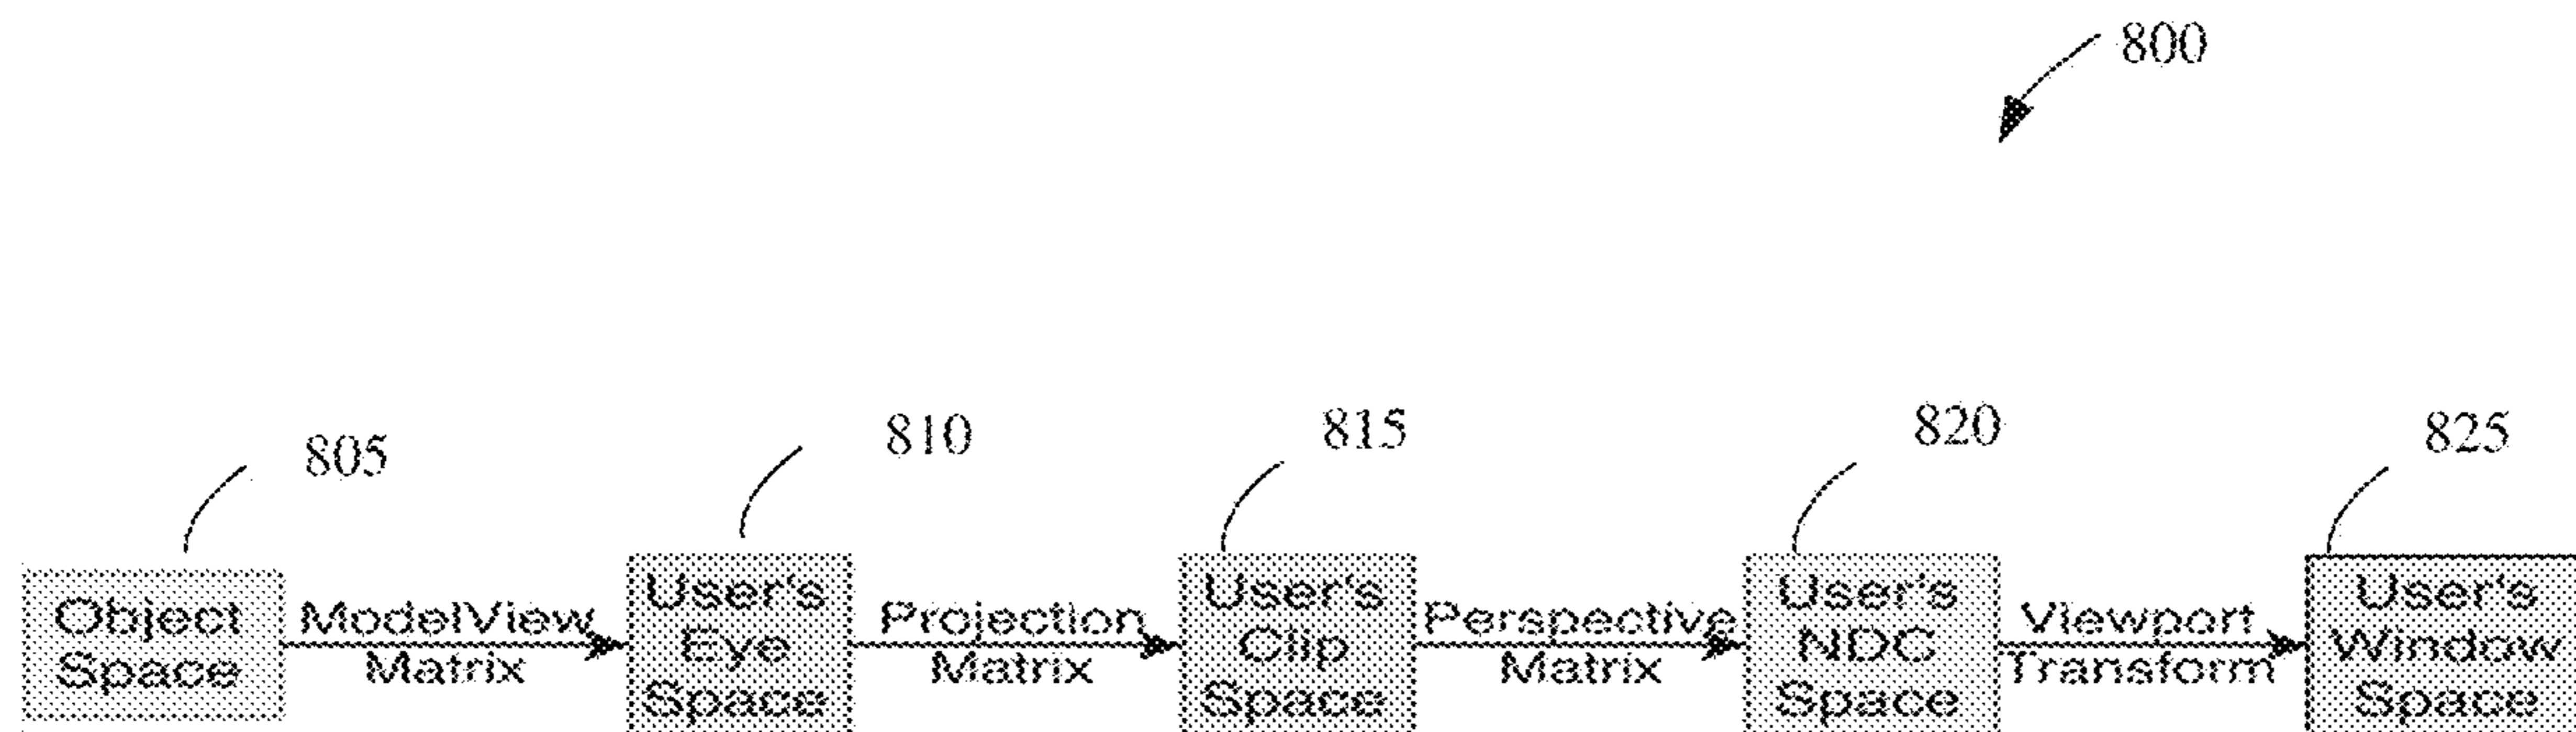 800
805
810
815
820
825
Object
Space
ModelView
Matrix
User's
Eye
Space
Projection
Matrix
User's
Clip
Space
Perspective
Matrix
User's
NDC
Space
Viewport
Transform
User's
Window
Space